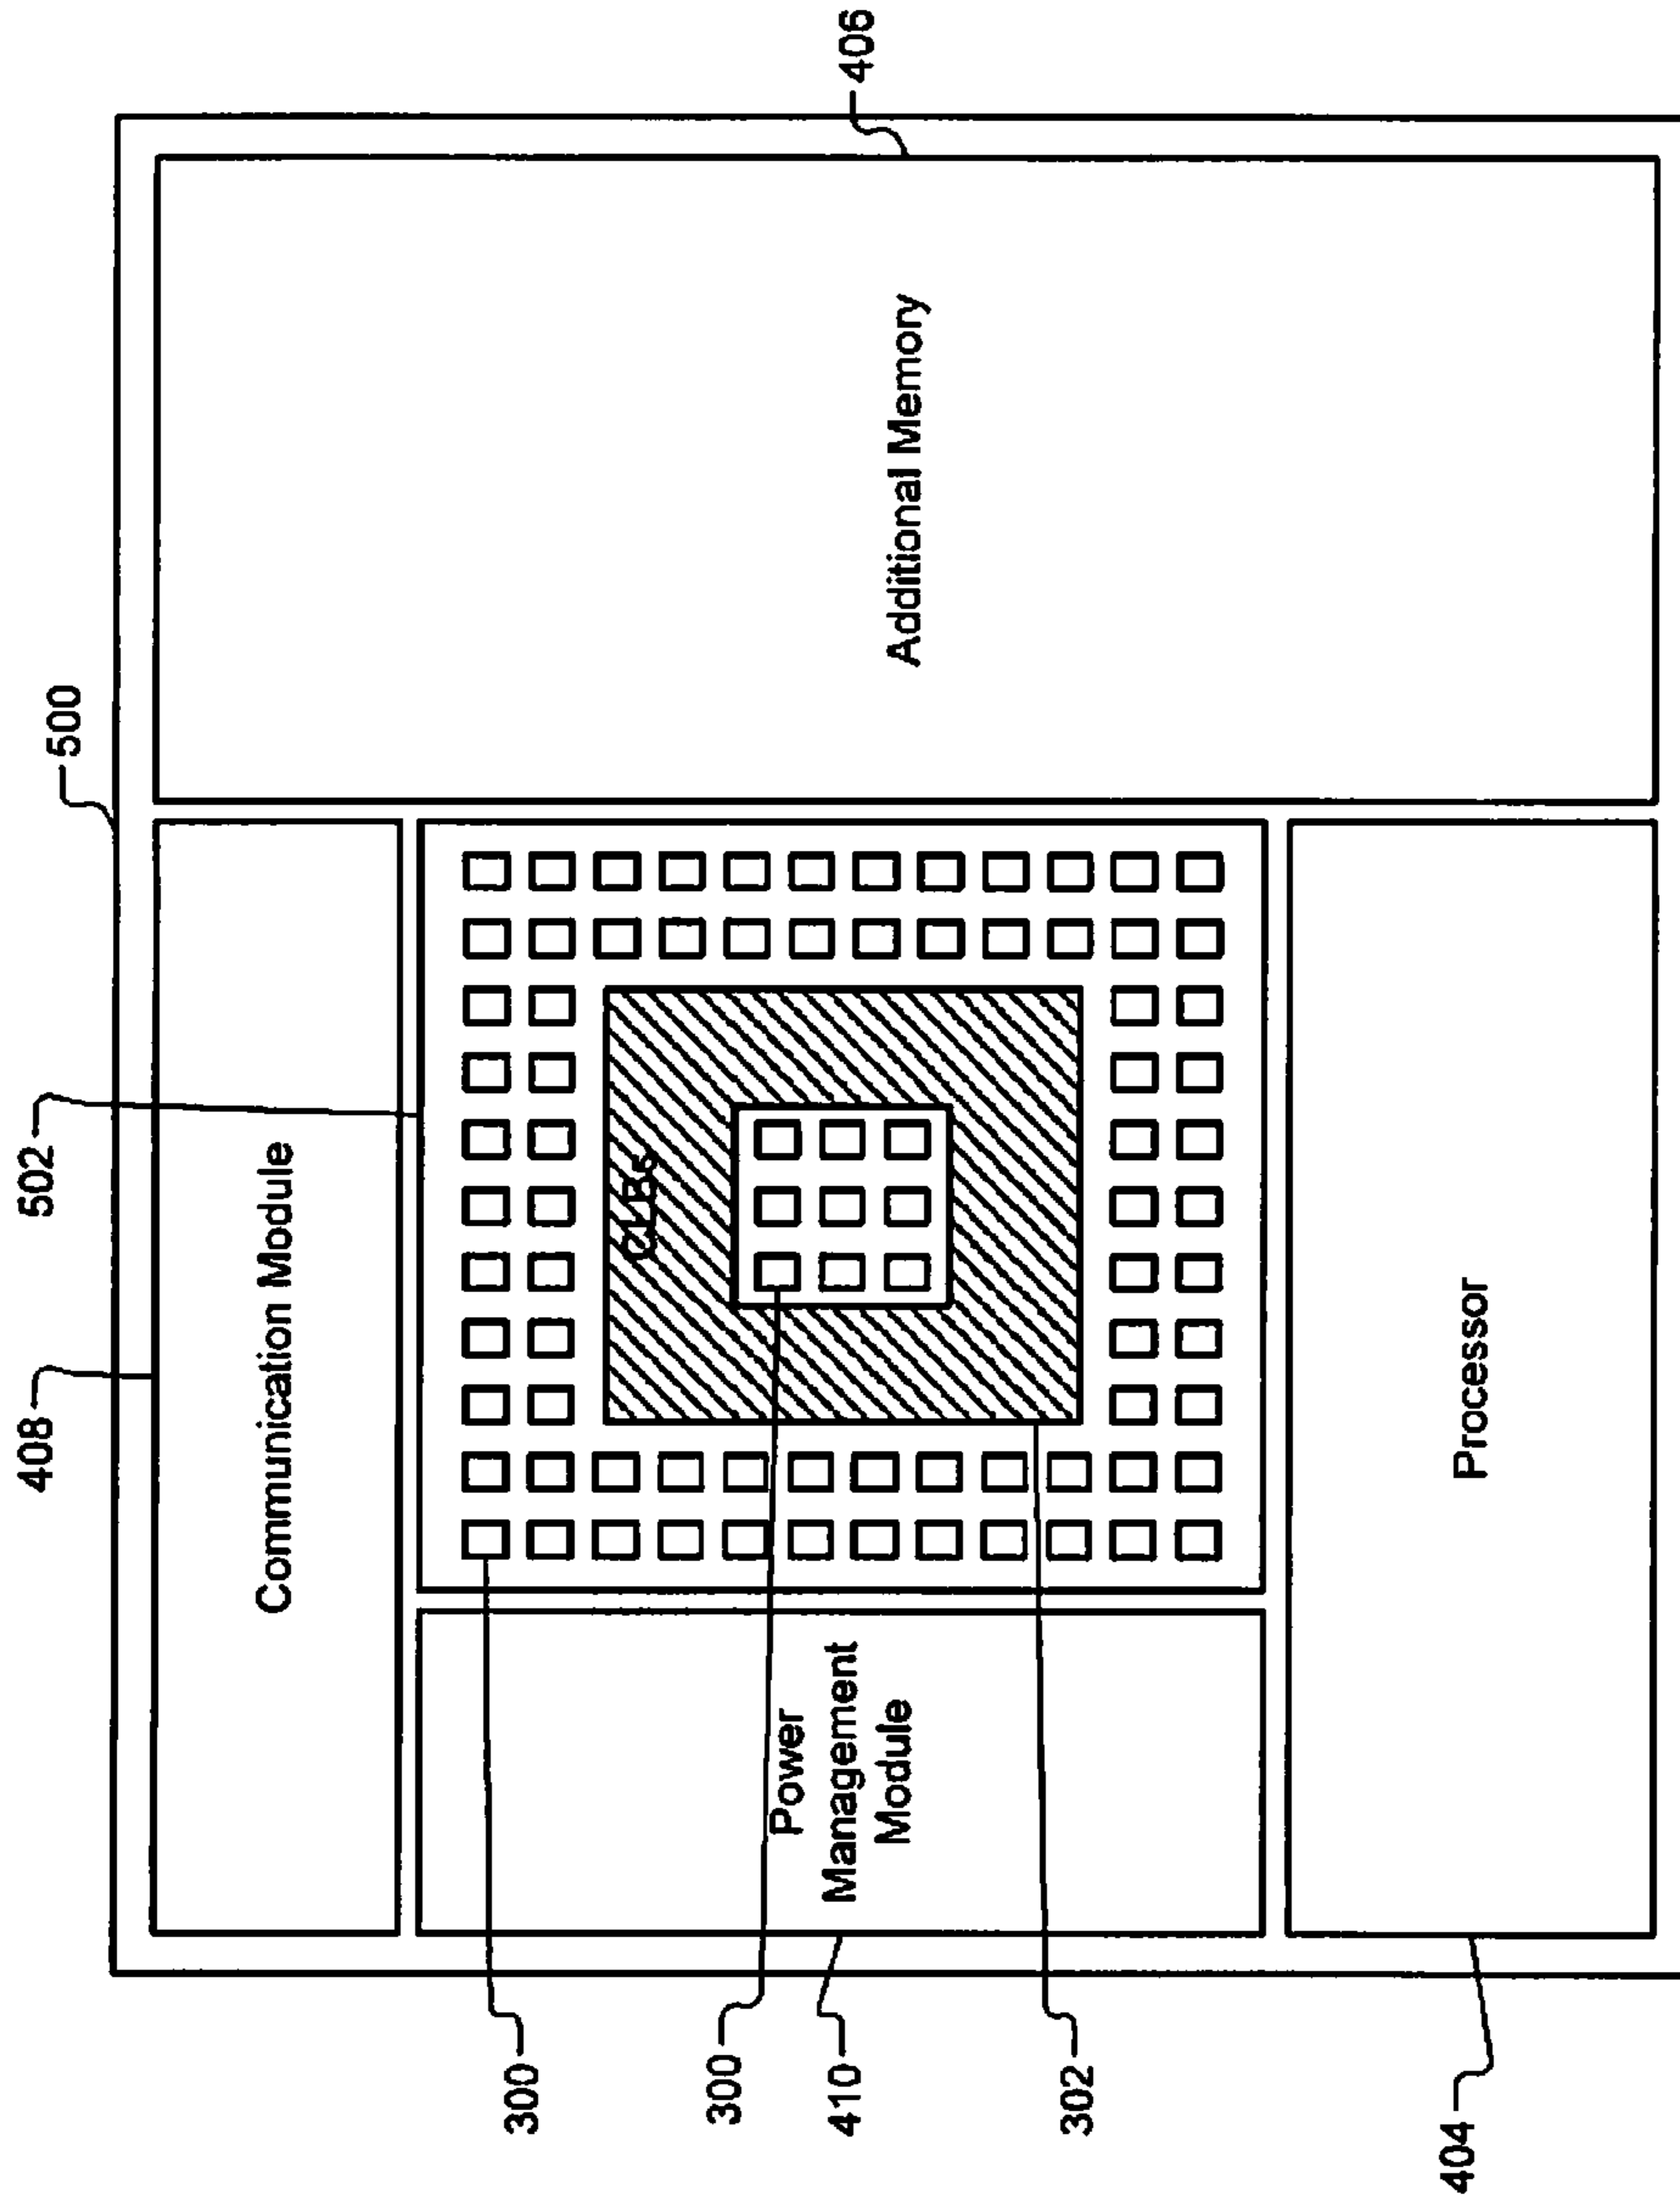 408
502
500
Communication Module
300
CLBs
300
Power
Management
Module
410
406
Additional Memory
302
Processor
404